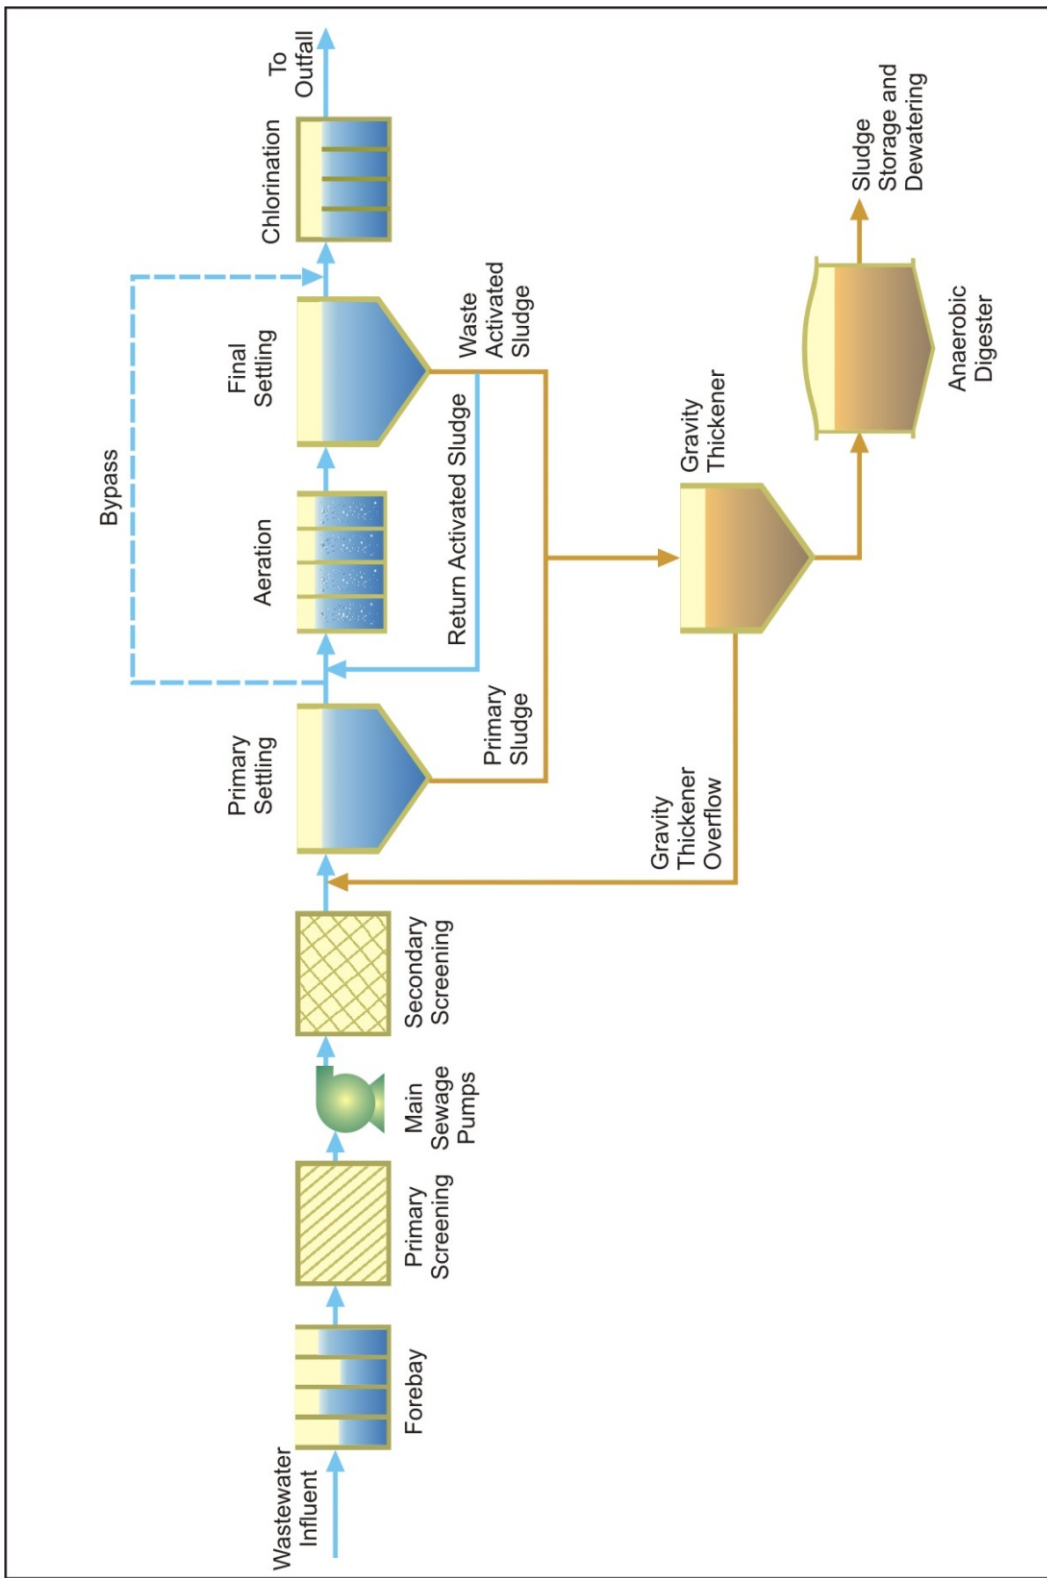 Wastewater
Influent
Forebay
Primary
Screening
Main
Sewage
Pumps
Secondary
Screening
Primary
Settling
Bypass
Aeration
Final
Settling
Chlorination
To
Outfall
Return Activated Sludge
Waste
Activated
Sludge
Primary
Sludge
Gravity
Thickener
Overflow
Gravity
Thickener
Anaerobic
Digester
Sludge
Storage and
Dewatering